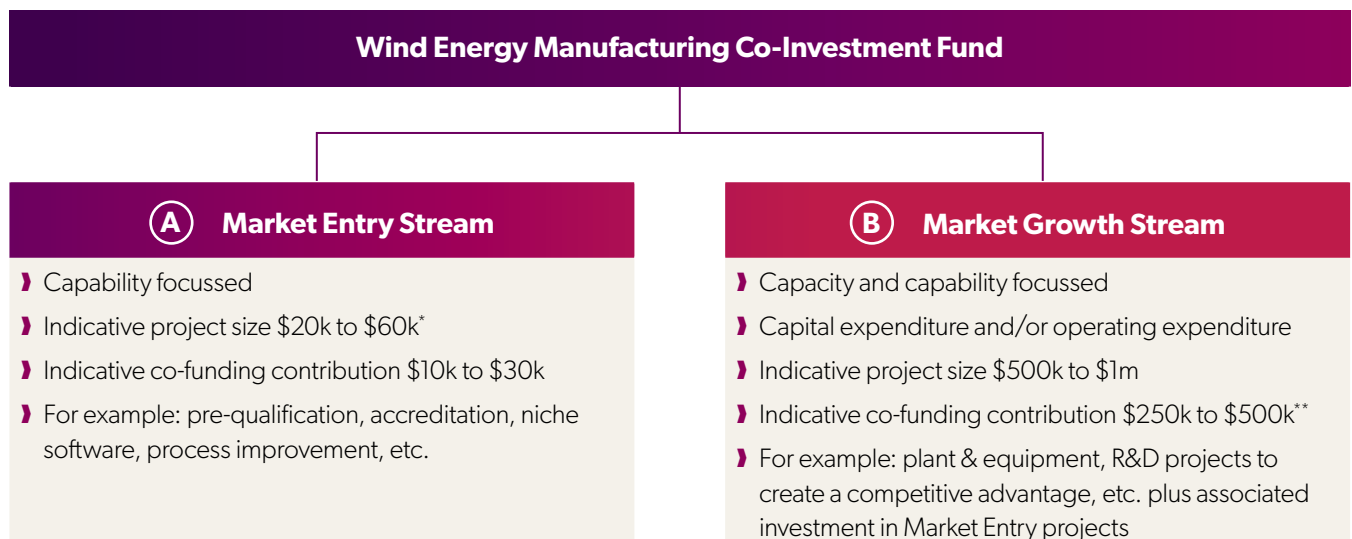 Wind Energy Manufacturing Co-Investment Fund
A Market Entry Stream
Capability focussed
Indicative project size $20k to $60k*
Indicative co-funding contribution $10k to $30k
For example: pre-qualification, accreditation, niche
software, process improvement, etc.
B Market Growth Stream
Capacity and capability focussed
Capital expenditure and/or operating expenditure
Indicative project size $500k to $1m
Indicative co-funding contribution $250k to $500k**
For example: plant & equipment, R&D projects to
create a competitive advantage, etc. plus associated
investment in Market Entry projects